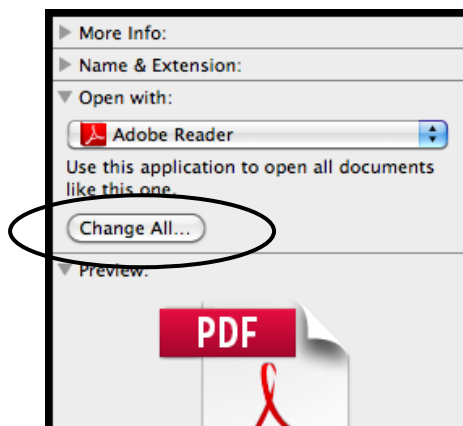 More Info:
Name & Extension:
Open with:
Adobe Reader
Use this application to open all documents
like this one.
Change All...
Preview:
PDF